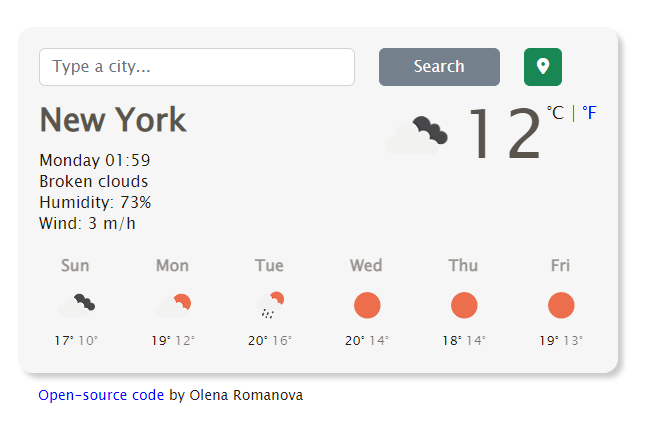 Type a city...
Search
New York
12 °C | °F
Monday 01:59
Broken clouds
Humidity: 73%
Wind: 3 m/h
Sun Mon Tue Wed Thu Fri
17° 10° 19° 12° 20° 16° 20° 14° 18° 14° 19° 13°
Open-source code by Olena Romanova